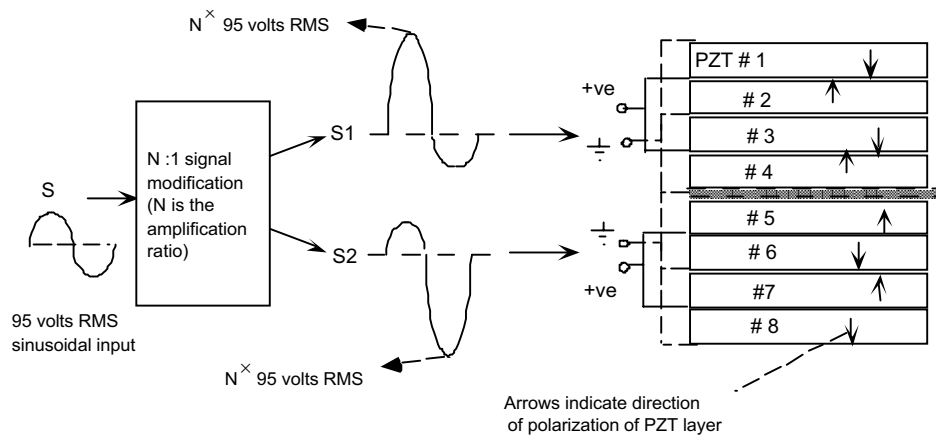 N × 95 volts RMS
PZT # 1
+ve
# 2
S1
# 3
N :1 signal
modification
(N is the
amplification
ratio)
# 4
S
# 5
S2
# 6
+ve
#7
95 volts RMS
sinusoidal input
# 8
N × 95 volts RMS
Arrows indicate direction
of polarization of PZT layer